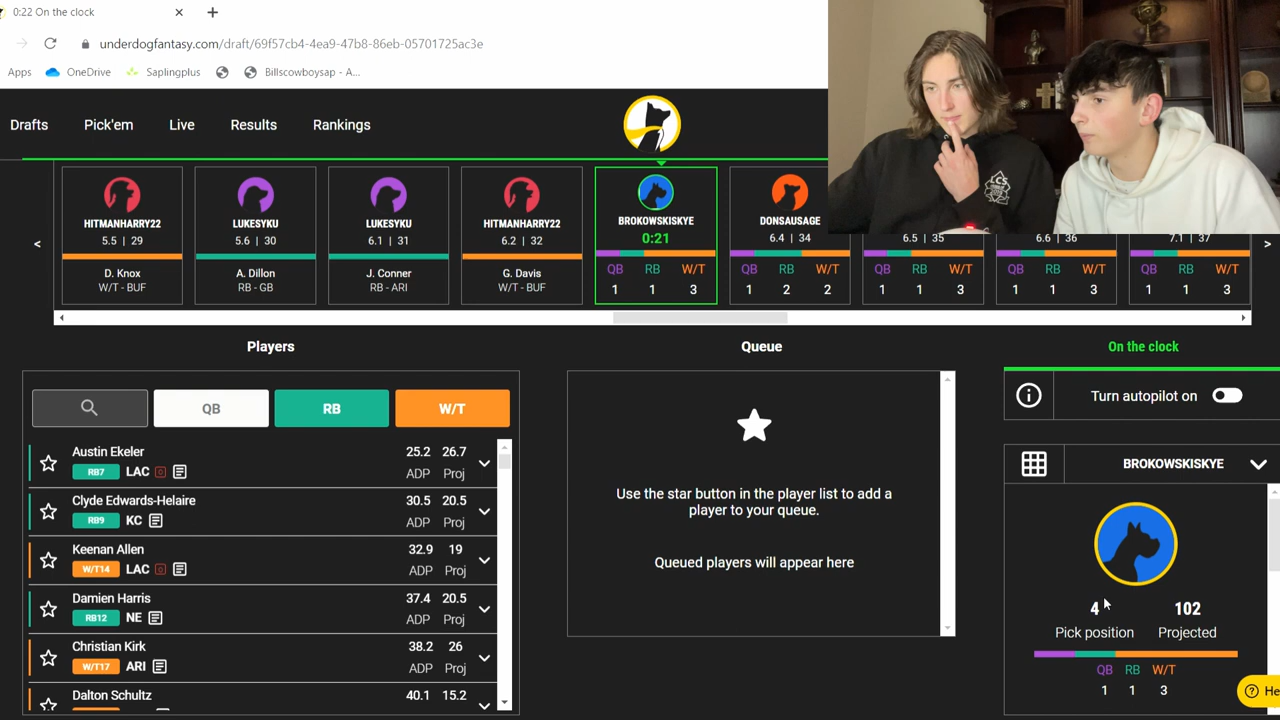 0:22 On the clock
underdogfantasy.com/draft/69f57cb4-4ea9-47b8-86eb-05701725ac3e
Apps OneDrive Saplingplus Billscowboysap - A...
Drafts Pick'em Live Results Rankings
HITMANHARRY22 LUKESYKU LUKESYKU HITMANHARRY22 BROKOWSKISKYE DONSAUSAGE
5.5 | 29 5.6 | 30 6.1 | 31 6.2 | 32 0:21 6.4 | 34 6.5 | 35 6.6 | 36 7.1 | 37
D. Knox A. Dillon J. Conner G. Davis QB RB W/T QB RB W/T QB RB W/T QB RB W/T QB RB W/T
W/T - BUF RB - GB RB - ARI W/T - BUF 1 1 3 1 2 2 1 1 3 1 1 3 1 1 3
Players Queue On the clock
QB RB W/T
Turn autopilot on
Austin Ekeler 25.2 26.7
RB7 LAC ADP Proj
Clyde Edwards-Helaire 30.5 20.5
RB9 KC ADP Proj
Keenan Allen 32.9 19
W/T14 LAC ADP Proj
Damien Harris 37.4 20.5
RB12 NE ADP Proj
Christian Kirk 38.2 26
W/T17 ARI ADP Proj
Dalton Schultz 40.1 15.2
Use the star button in the player list to add a
player to your queue.
Queued players will appear here
BROKOWSKISKYE
4 102
Pick position Projected
QB RB W/T
1 1 3
He